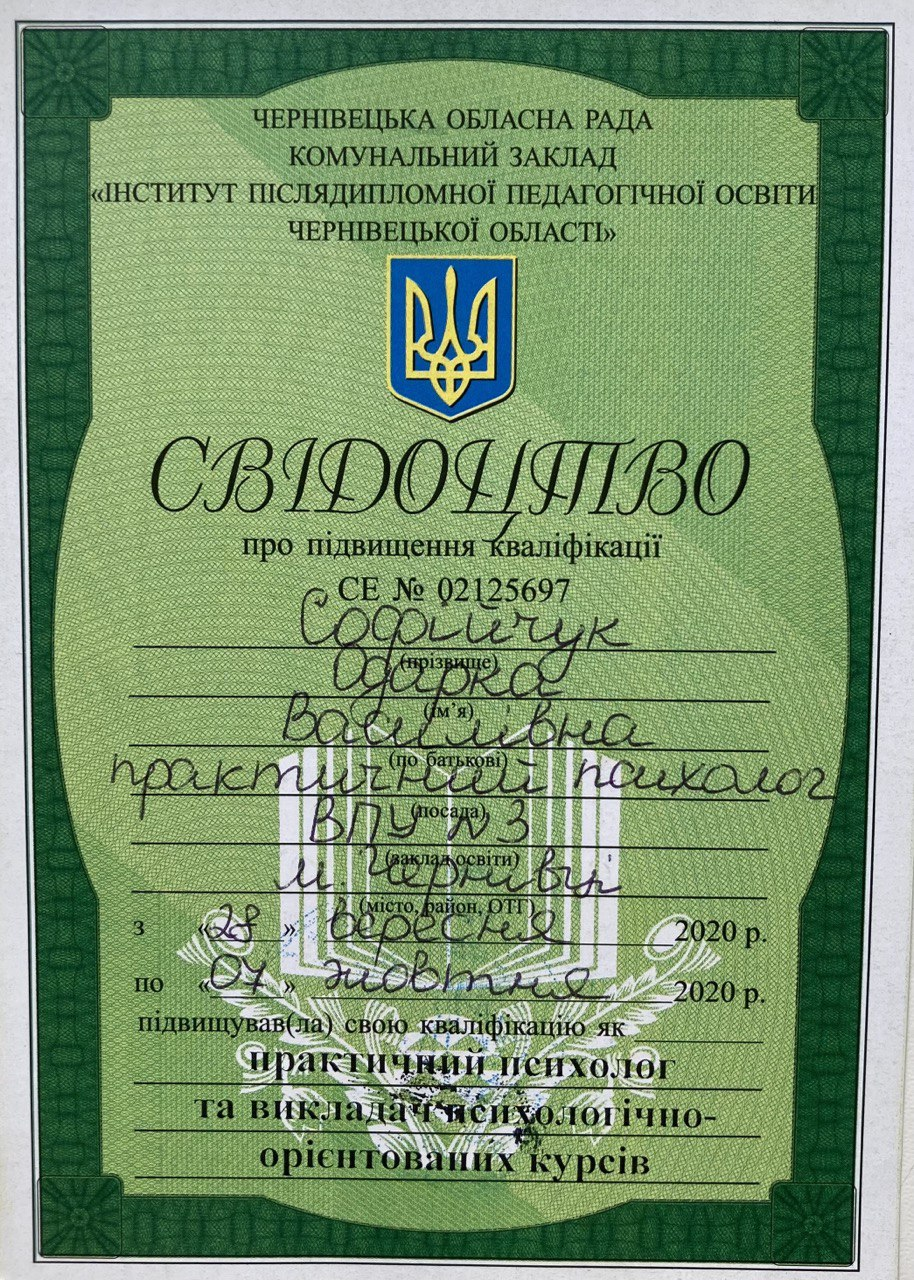 ЧЕРНІВЕЦЬКА ОБЛАСНА РАДА
КОМУНАЛЬНИЙ ЗАКЛАД
«ІНСТИТУТ ПІСЛЯДИПЛОМНОЇ ПЕДАГОГІЧНОЇ ОСВІТИ
ЧЕРНІВЕЦЬКОЇ ОБЛАСТІ»
СВІДОЦТВО
про підвищення кваліфікації
СЕ № 02125697
Софійчук
(прізвище)
Одарка
(ім’я)
Василівна
(по батькові)
практичний психолог
(посада)
ВПУ №3
(заклад освіти)
м. Чернівці
(місто, район, ОТГ)
з «28» вересня 2020 р.
по «07» жовтня 2020 р.
підвищував(ла) свою кваліфікацію як
практичний психолог
та викладач психологічно-
орієнтованих курсів